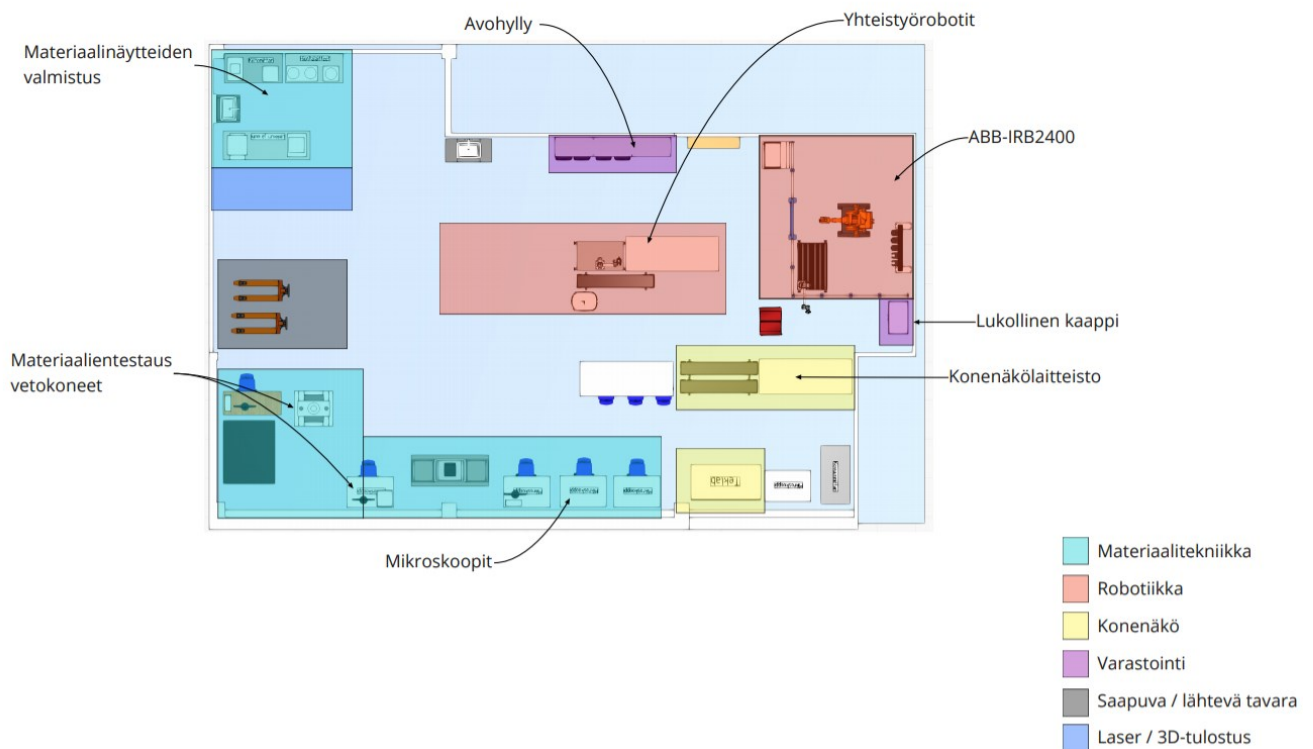 Avohylly
Yhteistyörobotit
Materiaalinäytteiden
valmistus
ABB-IRB2400
Lukollinen kaappi
Materiaalientestaus
vetokoneet
Konenäkölaitteisto
Teklab
Mikroskoopit
Materiaalitekniikka
Robotiikka
Konenäkö
Varastointi
Saapuva / lähtevä tavara
Laser / 3D-tulostus